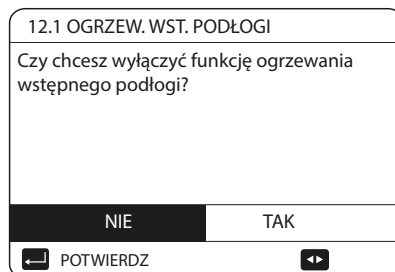 12.1 OGRZEW. WST. PODŁOGI
Czy chcesz wyłączyć funkcję ogrzewania
wstępnego podłogi?
NIE TAK
POTWIERDZ